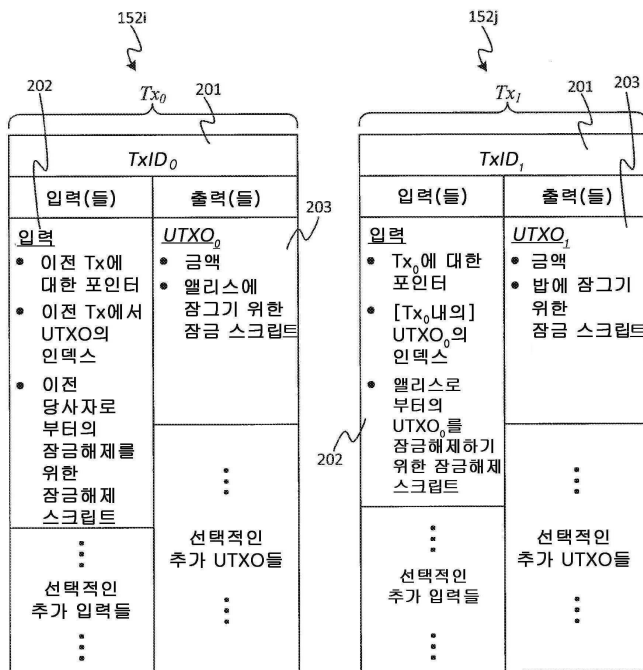 152i
202
Tx₀
201
TxID₀
입력(들)
출력(들)
입력
• 이전 Tx에
대한 포인터
• 이전 Tx에서
UTXO의
인덱스
• 이전
당사자로
부터의
잠금해제를
위한
잠금해제
스크립트
선택적인
추가 입력들
UTXO₀
• 금액
• 앨리스에
잠그기 위한
잠금 스크립트
203
선택적인
추가 UTXO들
152j
203
Tx₁
201
TxID₁
입력(들)
출력(들)
입력
• Tx₀에 대한
포인터
• [Tx₀내의]
UTXO₀의
인덱스
• 앨리스로
부터의
UTXO₀를
잠금해제하기
위한 잠금해제
스크립트
202
선택적인
추가 입력들
UTXO₁
• 금액
• 밥에 잠그기
위한
잠금 스크립트
선택적인
추가 UTXO들